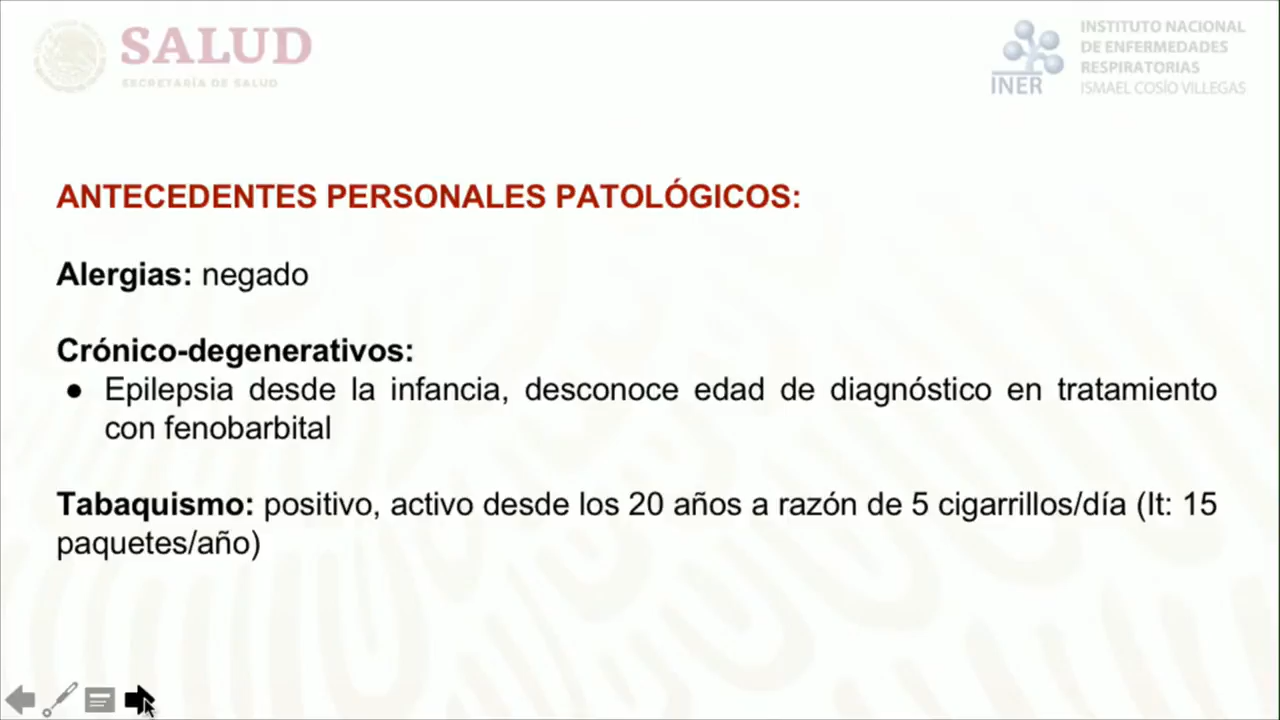 SALUD
SECRETARÍA DE SALUD
INER
INSTITUTO NACIONAL
DE ENFERMEDADES
RESPIRATORIAS
ISMAEL COSÍO VILLEGAS
ANTECEDENTES PERSONALES PATOLÓGICOS:
Alergias: negado
Crónico-degenerativos:
● Epilepsia desde la infancia, desconoce edad de diagnóstico en tratamiento
con fenobarbital
Tabaquismo: positivo, activo desde los 20 años a razón de 5 cigarrillos/día (It: 15
paquetes/año)